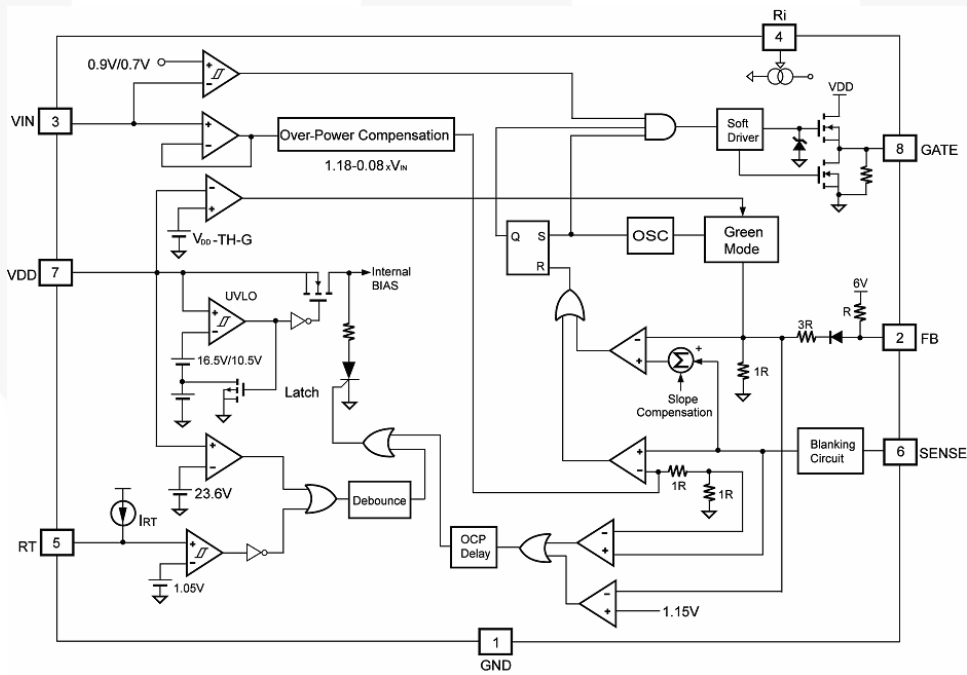 Ri
4
0.9V/0.7V
VDD
VIN
3
Over-Power Compensation
Soft
Driver
8
GATE
1.18-0.08xVIN
VDD-TH-G
Q
S
R
OSC
Green
Mode
VDD
7
Internal
BIAS
6V
UVLO
R
3R
2
FB
16.5V/10.5V
Σ
+
1R
Latch
Slope
Compensation
Blanking
Circuit
6
SENSE
23.6V
Debounce
1R
1R
IRT
RT
5
OCP
Delay
1.05V
1.15V
1
GND